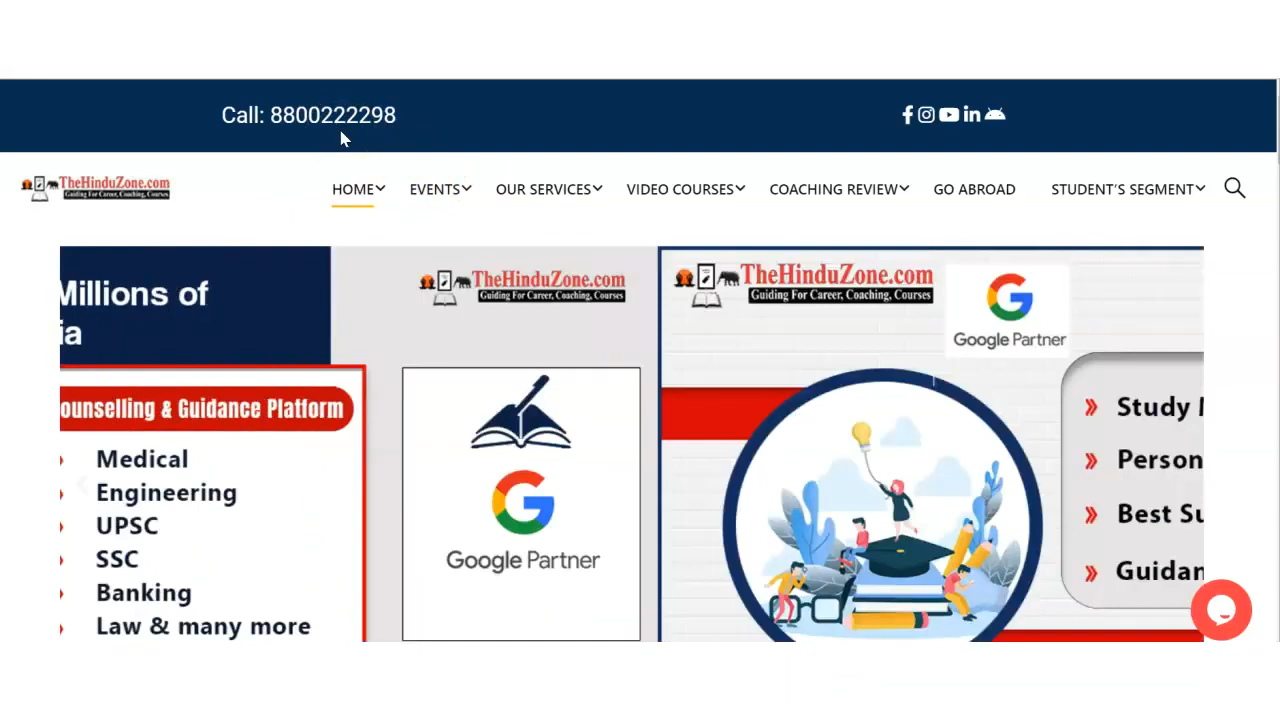 Call: 8800222298
TheHinduZone.com
Guiding For Career, Coaching, Courses
HOME EVENTS OUR SERVICES VIDEO COURSES COACHING REVIEW GO ABROAD STUDENT'S SEGMENT
Millions of
ia
ounselling & Guidance Platform
Medical
Engineering
UPSC
SSC
Banking
Law & many more
TheHinduZone.com
Guiding For Career, Coaching, Courses
Google Partner
TheHinduZone.com
Guiding For Career, Coaching, Courses
Google Partner
» Study
» Person
» Best Su
» Guidan